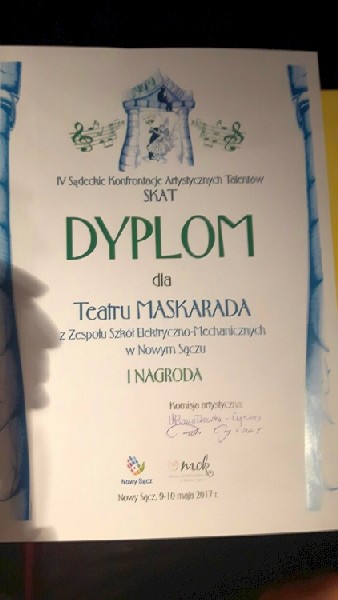 IV Sądeckie Konfrontacje Artystycznych Talentów
SKAT
DYPLOM
dla
Teatru MASKARADA
z Zespołu Szkół Elektryczno-Mechanicznych
w Nowym Sączu
I NAGRODA
Komisja artystyczna:
Nowy Sącz
mck
Nowy Sącz, 9-10 maja 2017 r.